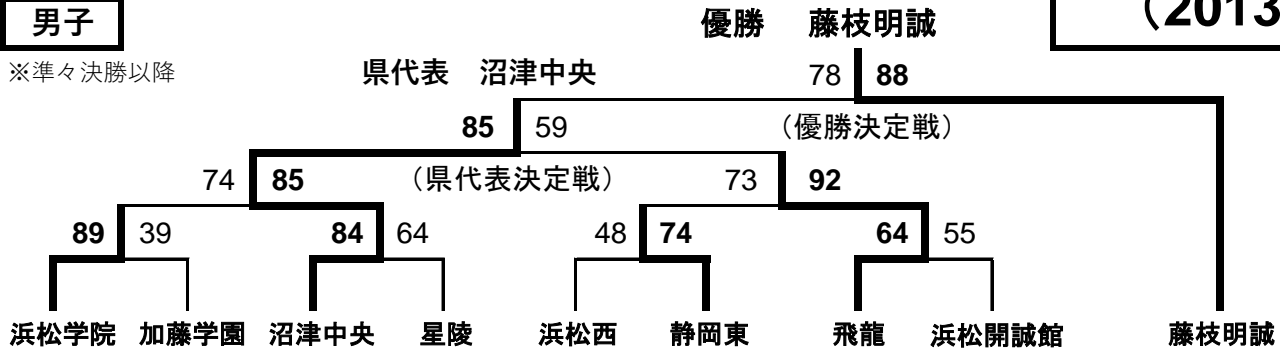 男子
優勝 藤枝明誠
（2013
※準々決勝以降
県代表 沼津中央
78 88
85 59
（優勝決定戦）
74 85
（県代表決定戦）
73 92
89 39
84 64
48 74
64 55
浜松学院 加藤学園 沼津中央 星陵 浜松西 静岡東 飛龍 浜松開誠館 藤枝明誠